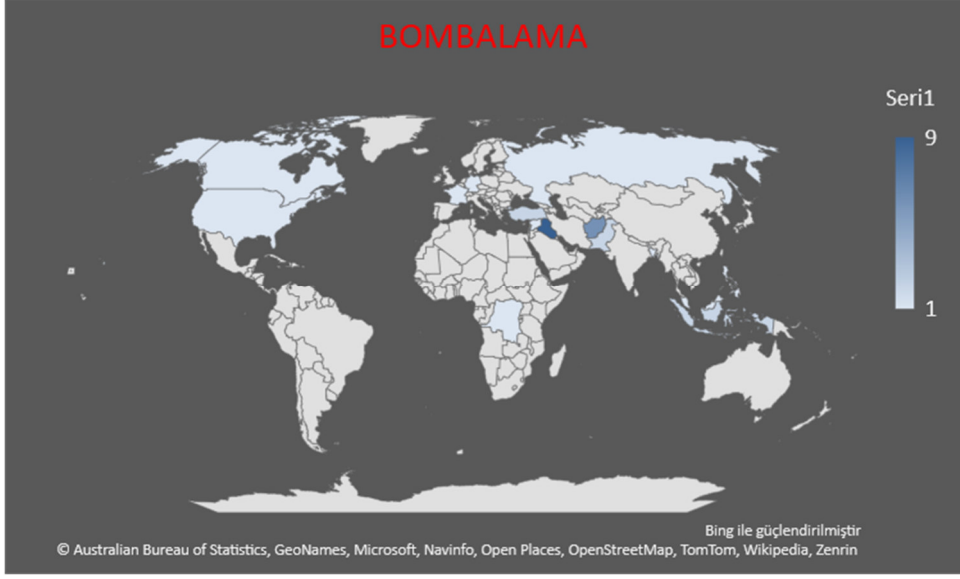 BOMBALAMA
Seri1
9
1
Bing ile güçlendirilmiştir
© Australian Bureau of Statistics, GeoNames, Microsoft, Navinfo, Open Places, OpenStreetMap, TomTom, Wikipedia, Zenrin